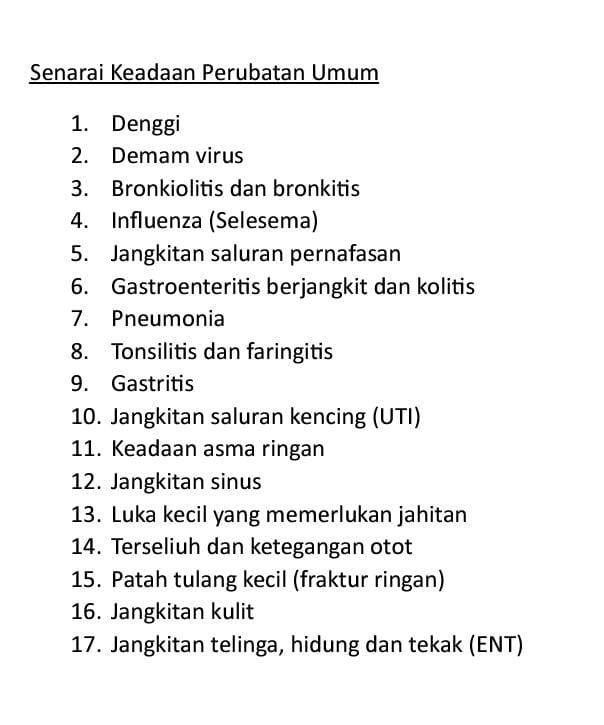 Senarai Keadaan Perubatan Umum
1. Denggi
2. Demam virus
3. Bronkiolitis dan bronkitis
4. Influenza (Selesema)
5. Jangkitan saluran pernafasan
6. Gastroenteritis berjangkit dan kolitis
7. Pneumonia
8. Tonsilitis dan faringitis
9. Gastritis
10. Jangkitan saluran kencing (UTI)
11. Keadaan asma ringan
12. Jangkitan sinus
13. Luka kecil yang memerlukan jahitan
14. Terseliuh dan ketegangan otot
15. Patah tulang kecil (fraktur ringan)
16. Jangkitan kulit
17. Jangkitan telinga, hidung dan tekak (ENT)